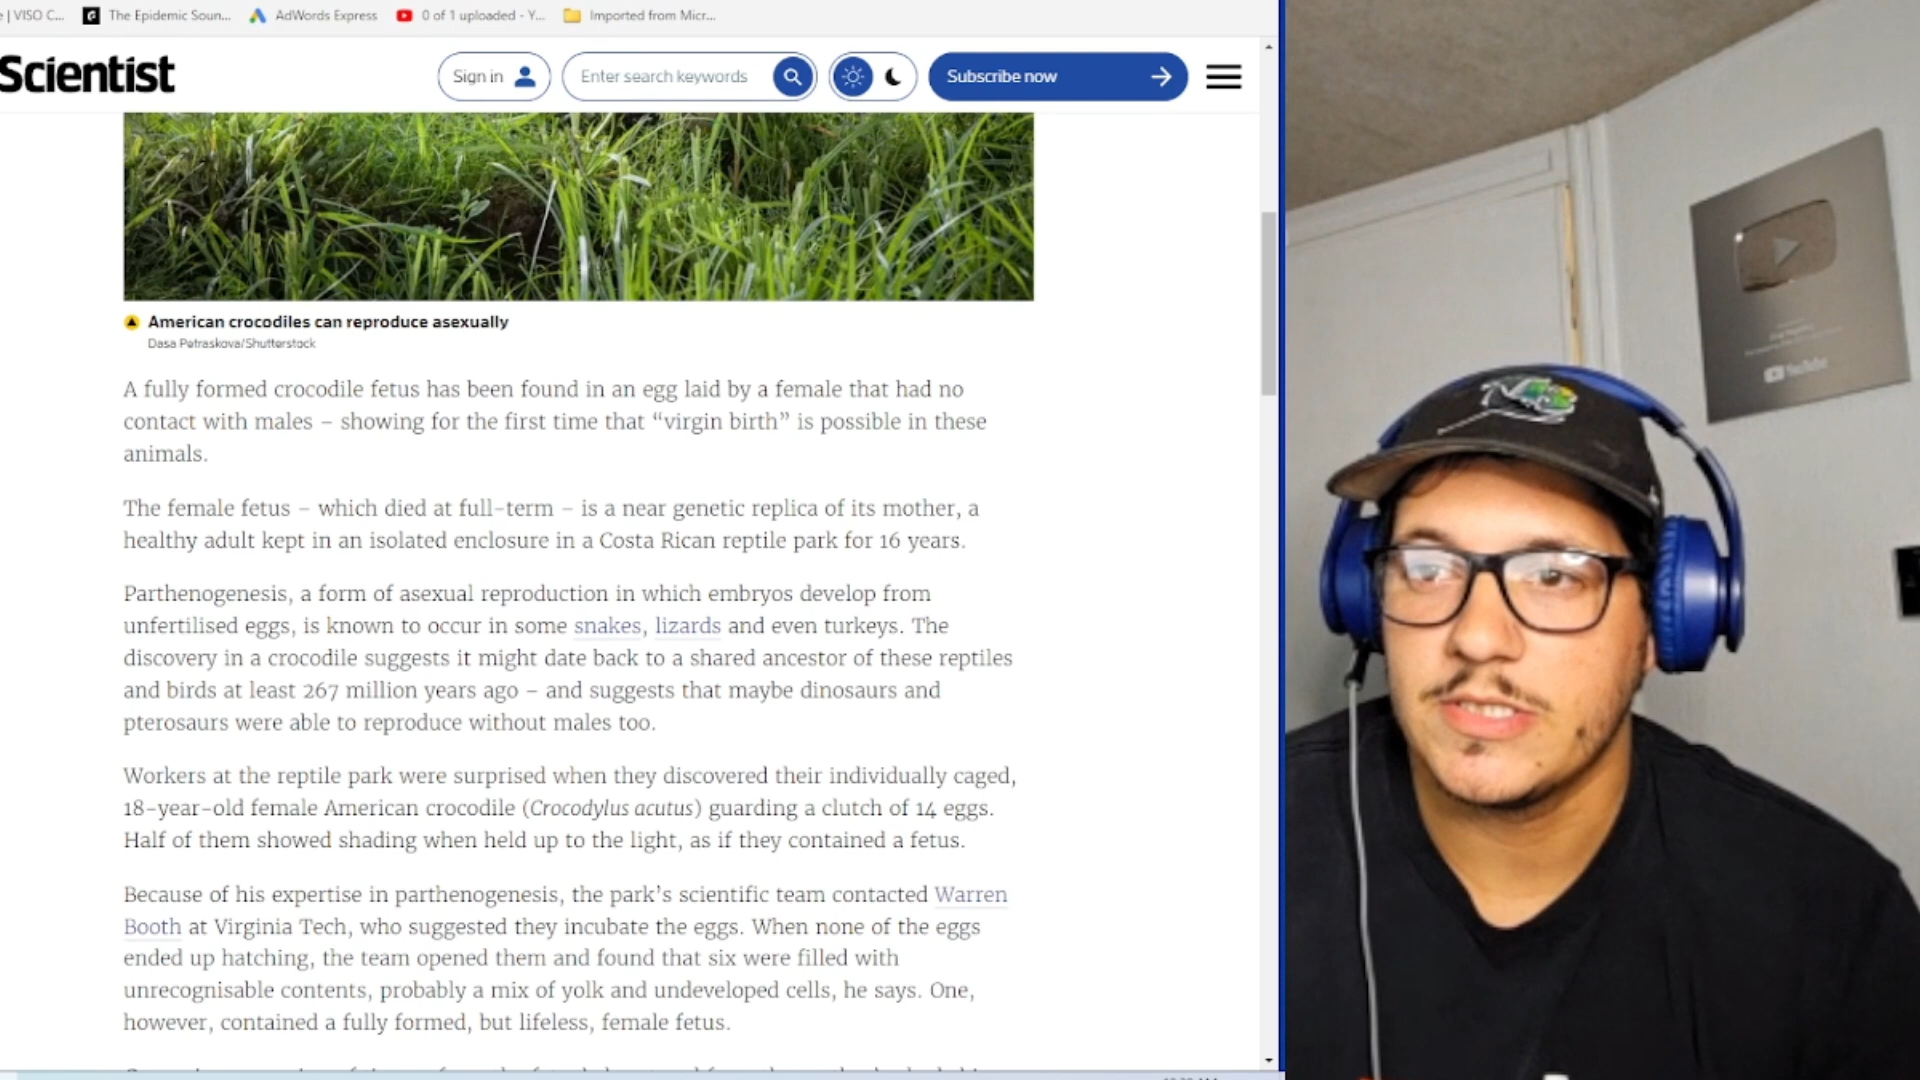 | VISO C...
The Epidemic Soun...
AdWords Express
0 of 1 uploaded - Y...
Imported from Micr...
Scientist
Sign in
Enter search keywords
Subscribe now
American crocodiles can reproduce asexually
Dasa Petraskova/Shutterstock
A fully formed crocodile fetus has been found in an egg laid by a female that had no
contact with males – showing for the first time that “virgin birth” is possible in these
animals.
The female fetus – which died at full-term – is a near genetic replica of its mother, a
healthy adult kept in an isolated enclosure in a Costa Rican reptile park for 16 years.
Parthenogenesis, a form of asexual reproduction in which embryos develop from
unfertilised eggs, is known to occur in some snakes, lizards and even turkeys. The
discovery in a crocodile suggests it might date back to a shared ancestor of these reptiles
and birds at least 267 million years ago – and suggests that maybe dinosaurs and
pterosaurs were able to reproduce without males too.
Workers at the reptile park were surprised when they discovered their individually caged,
18-year-old female American crocodile (Crocodylus acutus) guarding a clutch of 14 eggs.
Half of them showed shading when held up to the light, as if they contained a fetus.
Because of his expertise in parthenogenesis, the park’s scientific team contacted Warren
Booth at Virginia Tech, who suggested they incubate the eggs. When none of the eggs
ended up hatching, the team opened them and found that six were filled with
unrecognisable contents, probably a mix of yolk and undeveloped cells, he says. One,
however, contained a fully formed, but lifeless, female fetus.
YouTube